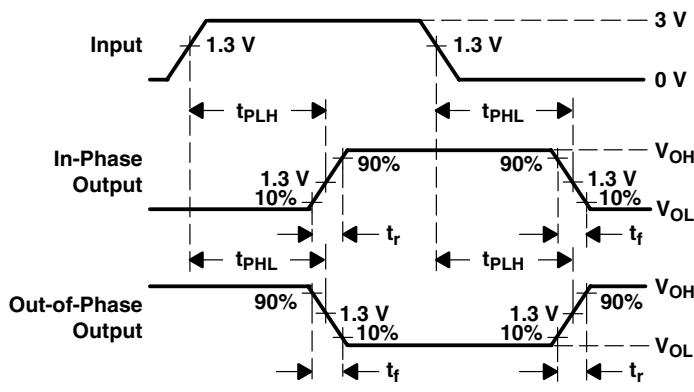 3 V
Input
1.3 V
1.3 V
0 V
tPLH
tPHL
In-Phase
Output
90%
90%
VOH
1.3 V
1.3 V
10%
10%
VOL
tr
tf
tPHL
tPLH
Out-of-Phase
Output
90%
90%
VOH
1.3 V
1.3 V
10%
10%
VOL
tf
tr